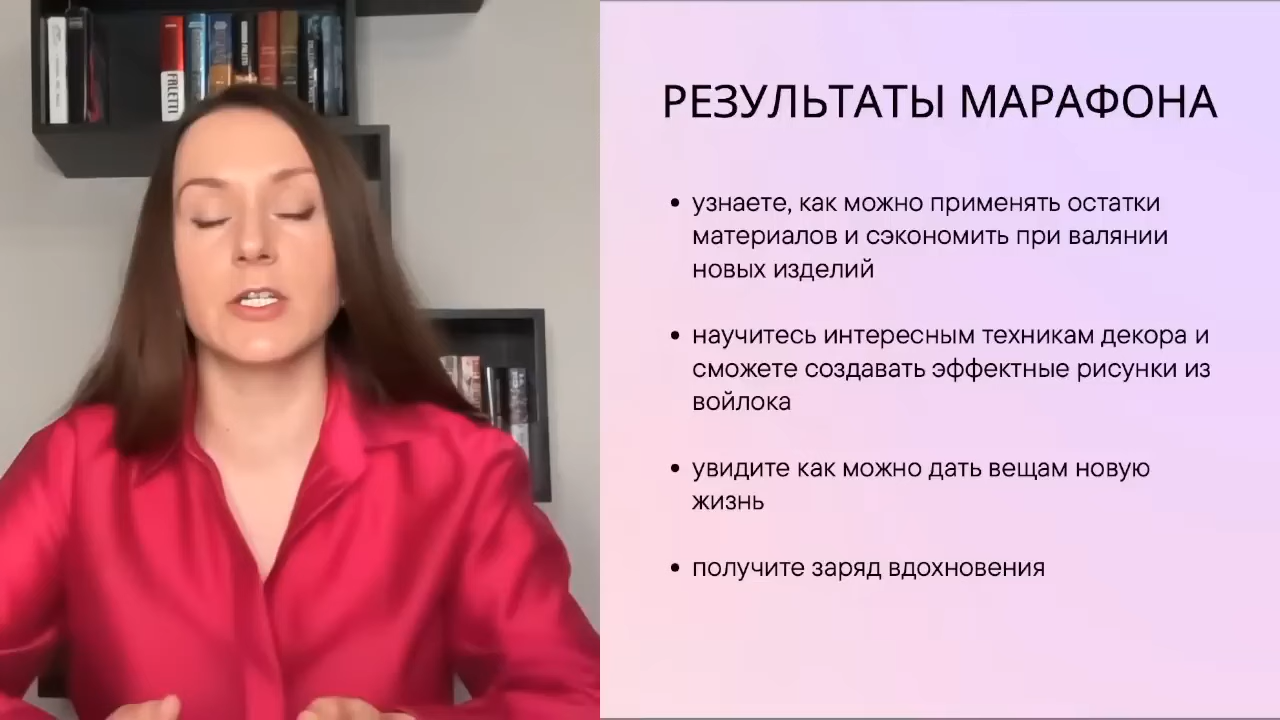 FALETTI
РЕЗУЛЬТАТЫ МАРАФОНА
• узнаете, как можно применять остатки
материалов и сэкономить при валянии
новых изделий
• научитесь интересным техникам декора и
сможете создавать эффектные рисунки из
войлока
• увидите как можно дать вещам новую
жизнь
• получите заряд вдохновения